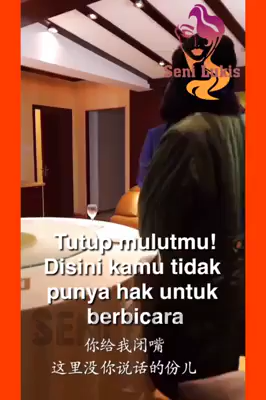 Seni Lukis
Tutup mulutmu!
Disini kamu tidak
punya hak untuk
berbicara
你给我闭嘴
这里没你说话的份儿